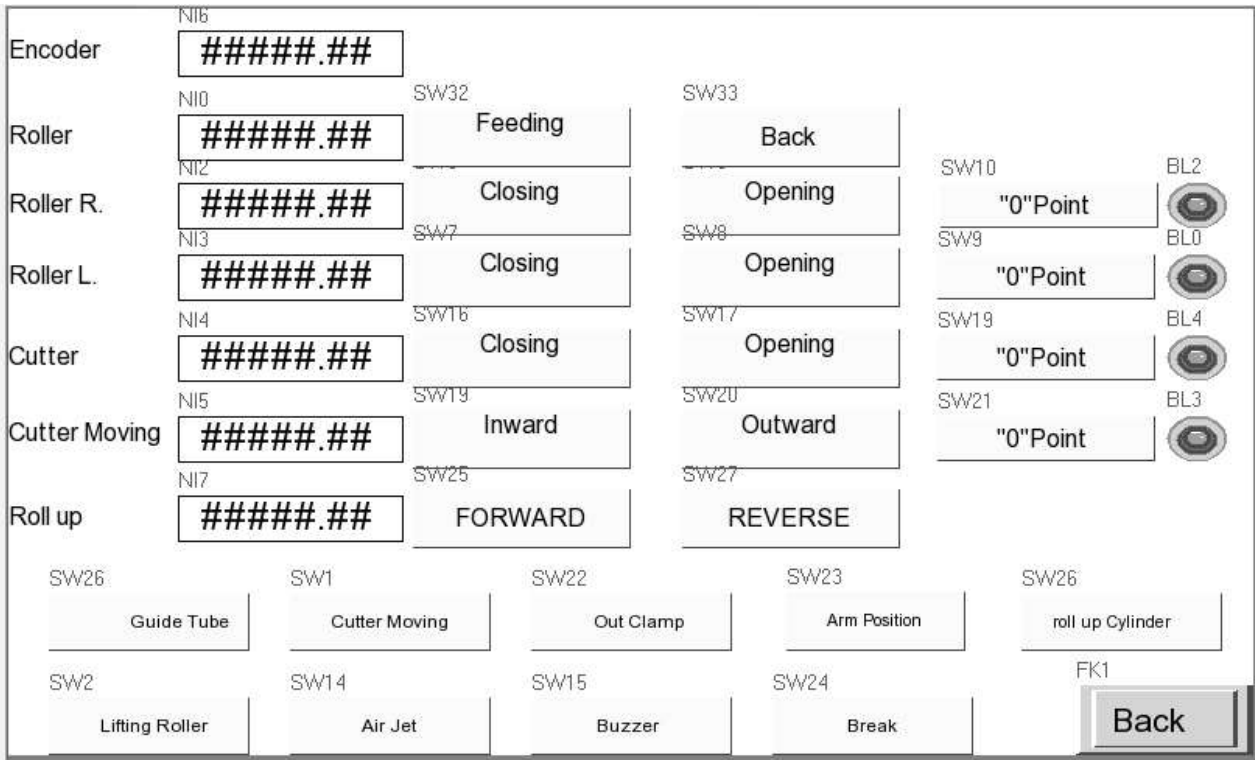 NI6
Encoder #####.##
NI0 SW32 SW33
Roller #####.## Feeding Back
NI2 SW10 BL2
Roller R. #####.## Closing Opening "0"Point
NI3 SW7 SW8 SW9 BL0
Roller L. #####.## Closing Opening "0"Point
NI4 SW16 SW17 SW19 BL4
Cutter #####.## Closing Opening "0"Point
NI5 SW19 SW20 SW21 BL3
Cutter Moving #####.## Inward Outward "0"Point
NI7 SW25 SW27
Roll up #####.## FORWARD REVERSE
SW26 SW1 SW22 SW23 SW26
Guide Tube Cutter Moving Out Clamp Arm Position roll up Cylinder
SW2 SW14 SW15 SW24 FK1
Lifting Roller Air Jet Buzzer Break Back